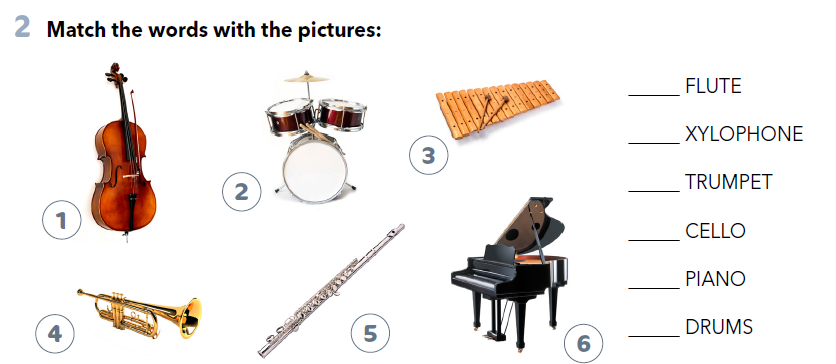 2 Match the words with the pictures:
1
2
3
4
5
6
_____ FLUTE
_____ XYLOPHONE
_____ TRUMPET
_____ CELLO
_____ PIANO
_____ DRUMS